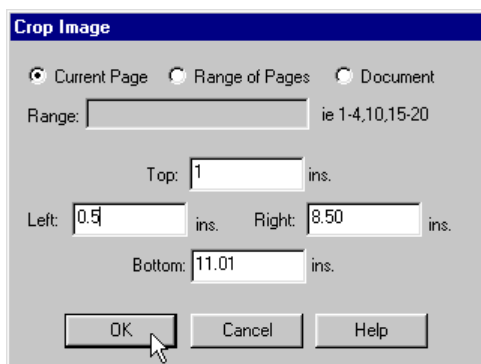 Crop Image
Current Page Range of Pages Document
Range: ie 1-4,10,15-20
Top: 1 ins.
Left: 0.5 ins. Right: 8.50 ins.
Bottom: 11.01 ins.
OK Cancel Help